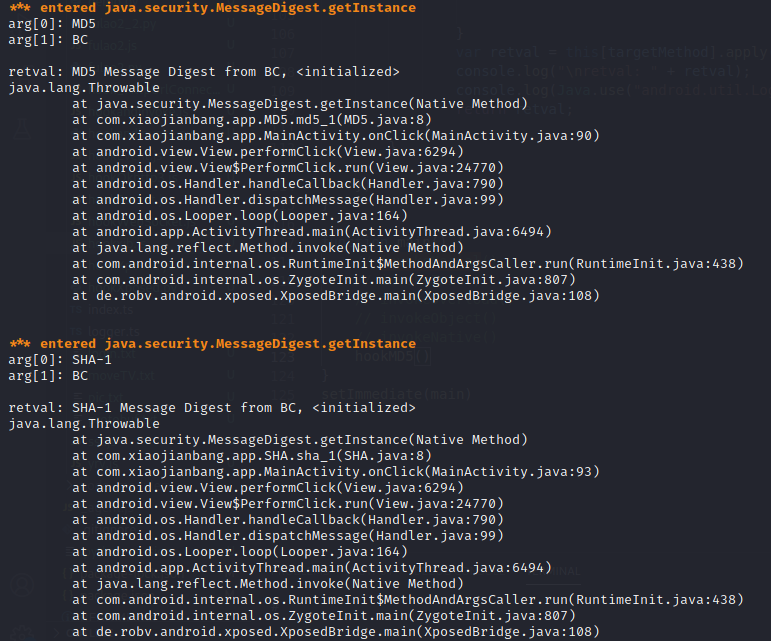 *** entered java.security.MessageDigest.getInstance
arg[0]: MD5
arg[1]: BC
retval: MD5 Message Digest from BC, <initialized>
java.lang.Throwable
at java.security.MessageDigest.getInstance(Native Method)
at com.xiaojianbang.app.MD5.md5_1(MD5.java:8)
at com.xiaojianbang.app.MainActivity.onClick(MainActivity.java:90)
at android.view.View.performClick(View.java:6294)
at android.view.View$PerformClick.run(View.java:24770)
at android.os.Handler.handleCallback(Handler.java:790)
at android.os.Handler.dispatchMessage(Handler.java:99)
at android.os.Looper.loop(Looper.java:164)
at android.app.ActivityThread.main(ActivityThread.java:6494)
at java.lang.reflect.Method.invoke(Native Method)
at com.android.internal.os.RuntimeInit$MethodAndArgsCaller.run(RuntimeInit.java:438)
at com.android.internal.os.ZygoteInit.main(ZygoteInit.java:807)
at de.robv.android.xposed.XposedBridge.main(XposedBridge.java:108)
*** entered java.security.MessageDigest.getInstance
arg[0]: SHA-1
arg[1]: BC
retval: SHA-1 Message Digest from BC, <initialized>
java.lang.Throwable
at java.security.MessageDigest.getInstance(Native Method)
at com.xiaojianbang.app.SHA.sha_1(SHA.java:8)
at com.xiaojianbang.app.MainActivity.onClick(MainActivity.java:93)
at android.view.View.performClick(View.java:6294)
at android.view.View$PerformClick.run(View.java:24770)
at android.os.Handler.handleCallback(Handler.java:790)
at android.os.Handler.dispatchMessage(Handler.java:99)
at android.os.Looper.loop(Looper.java:164)
at android.app.ActivityThread.main(ActivityThread.java:6494)
at java.lang.reflect.Method.invoke(Native Method)
at com.android.internal.os.RuntimeInit$MethodAndArgsCaller.run(RuntimeInit.java:438)
at com.android.internal.os.ZygoteInit.main(ZygoteInit.java:807)
at de.robv.android.xposed.XposedBridge.main(XposedBridge.java:108)